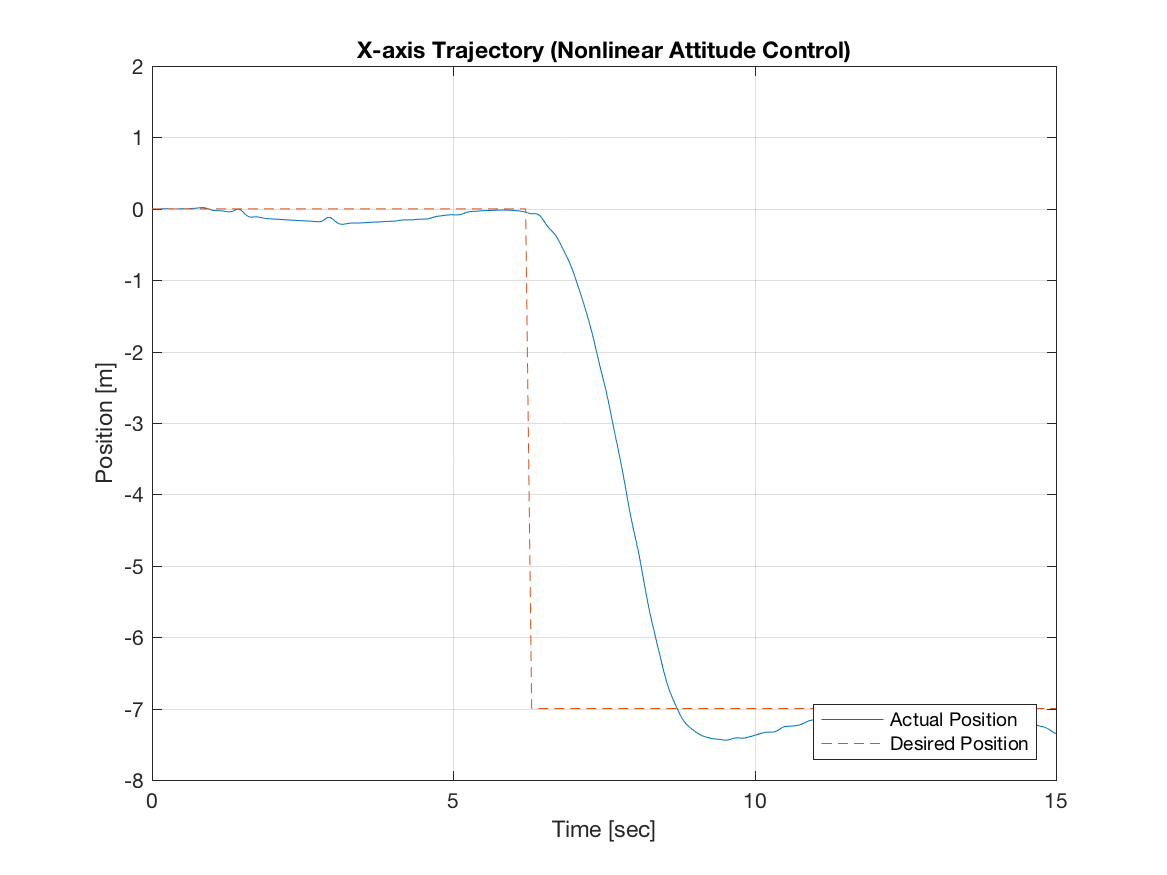 X-axis Trajectory (Nonlinear Attitude Control)
2
1
0
-1
-2
-3
-4
-5
-6
-7
-8
Position [m]
Actual Position
Desired Position
0 5 10 15
Time [sec]